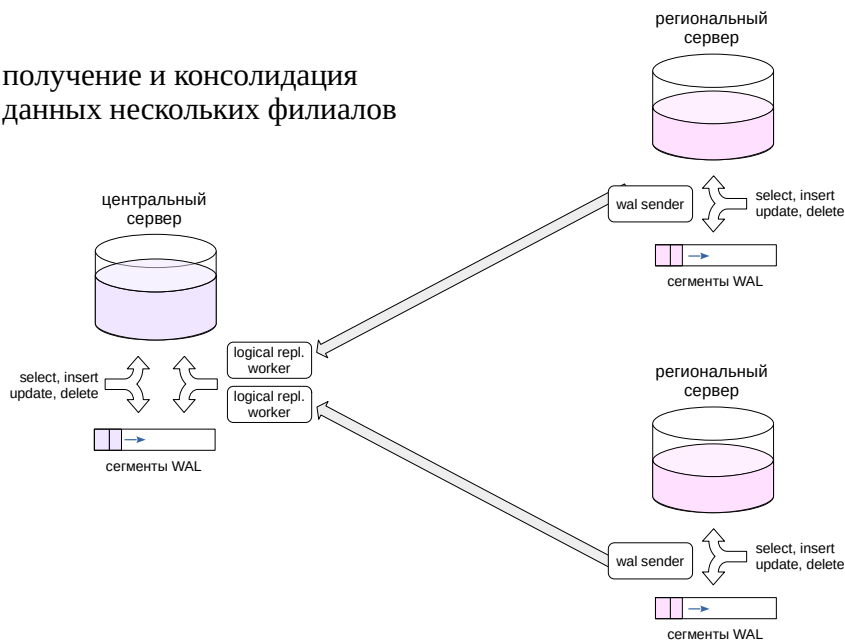 получение и консолидация
данных нескольких филиалов
региональный
сервер
wal sender
select, insert
update, delete
сегменты WAL
центральный
сервер
logical repl.
worker
logical repl.
worker
select, insert
update, delete
сегменты WAL
региональный
сервер
wal sender
select, insert
update, delete
сегменты WAL